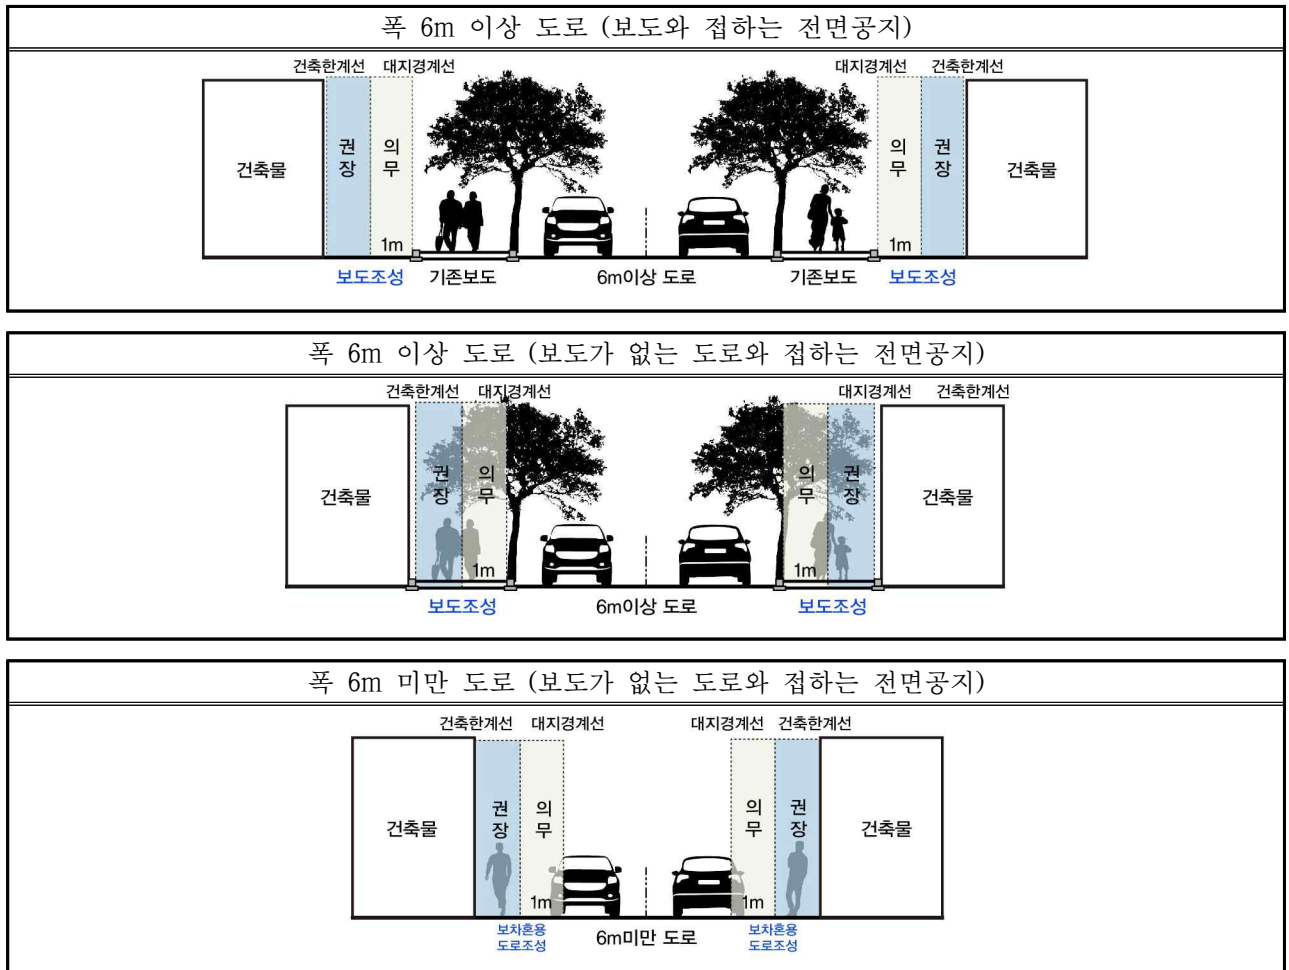 폭 6m 이상 도로 (보도와 접하는 전면공지)
건축한계선 대지경계선 대지경계선 건축한계선
건축물 권장 의무 의무 권장 건축물
1m 1m
보도조성 기존보도 6m이상 도로 기존보도 보도조성
폭 6m 이상 도로 (보도가 없는 도로와 접하는 전면공지)
건축한계선 대지경계선 대지경계선 건축한계선
건축물 권장 의무 의무 권장 건축물
1m 1m
보도조성 6m이상 도로 보도조성
폭 6m 미만 도로 (보도가 없는 도로와 접하는 전면공지)
건축한계선 대지경계선 대지경계선 건축한계선
건축물 권장 의무 의무 권장 건축물
1m 1m
보차혼용 6m미만 도로 보차혼용
도로조성 도로조성